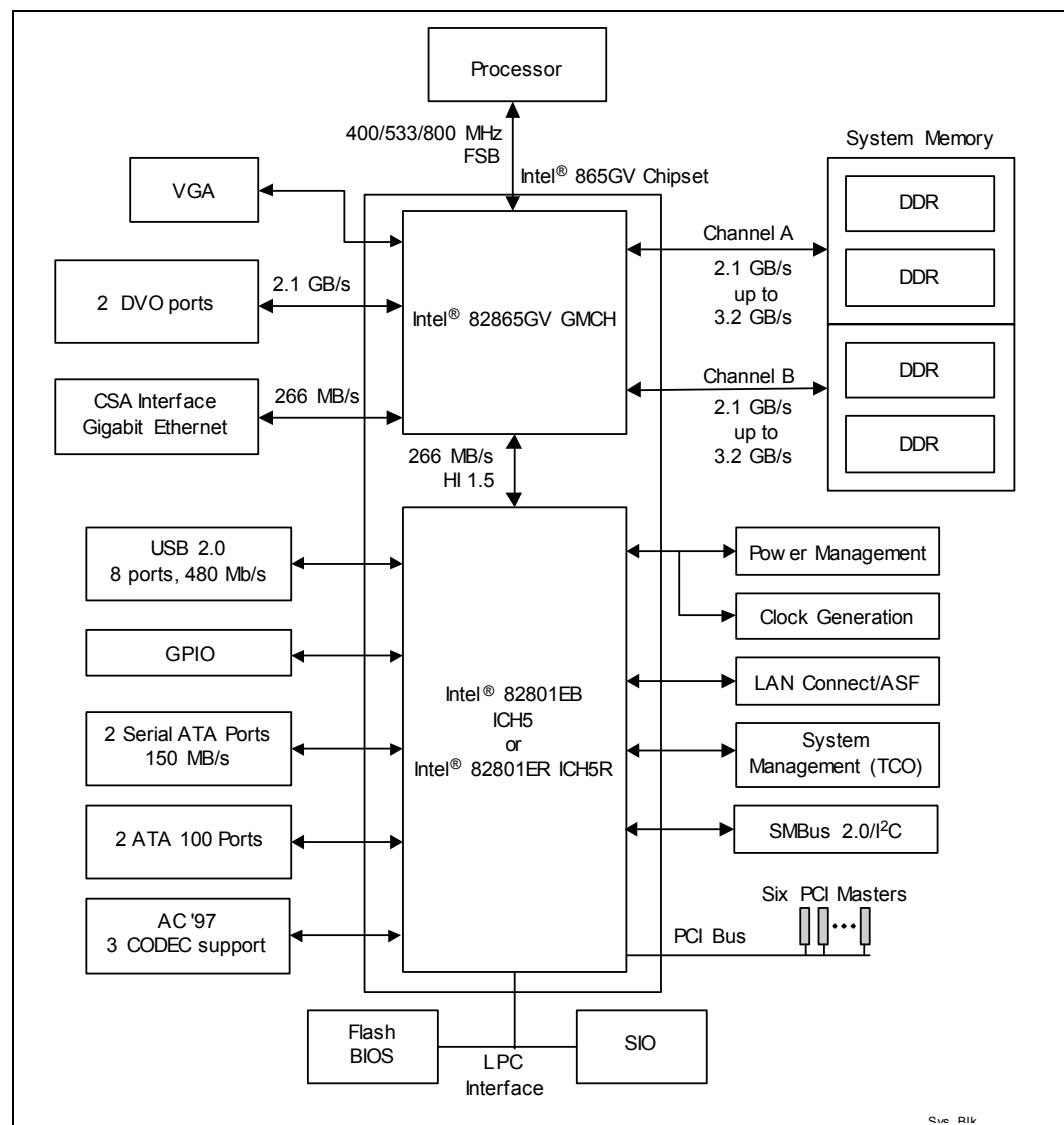 Processor
400/533/800 MHz
FSB
System Memory
Intel® 865GV Chipset
VGA
DDR
Channel A
2.1 GB/s
up to
3.2 GB/s
DDR
2 DVO ports
2.1 GB/s
Intel® 82865GV GMCH
DDR
Channel B
2.1 GB/s
up to
3.2 GB/s
DDR
CSA Interface
Gigabit Ethernet
266 MB/s
266 MB/s
HI 1.5
USB 2.0
8 ports, 480 Mb/s
Power Management
Clock Generation
GPIO
LAN Connect/ASF
Intel® 82801EB
ICH5
or
Intel® 82801ER ICH5R
2 Serial ATA Ports
150 MB/s
System
Management (TCO)
2 ATA 100 Ports
SMBus 2.0/I²C
Six PCI Masters
AC '97
3 CODEC support
PCI Bus
Flash
BIOS
SIO
LPC
Interface
Sys_Blk